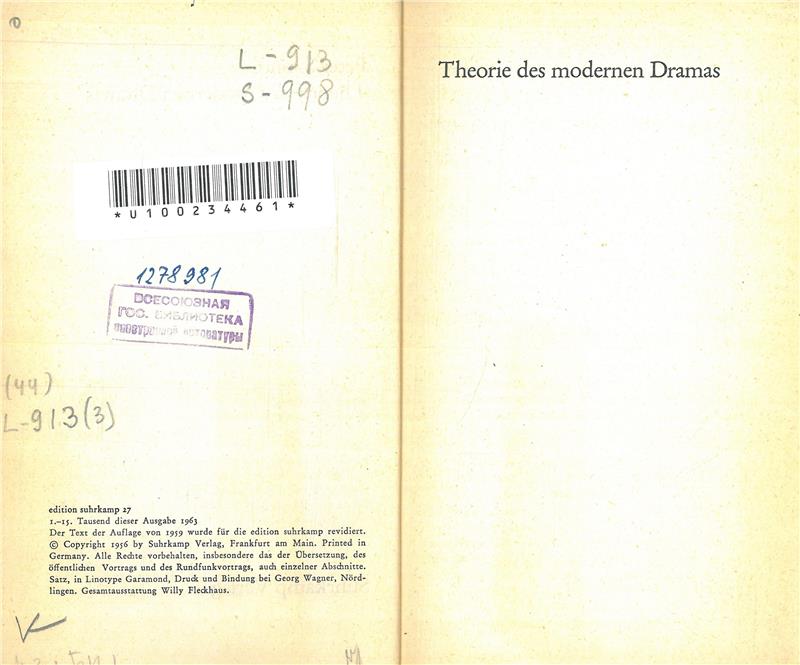 L-913
S-998
*U100234461*
1278981
ВСЕСОЮЗНАЯ
ГОС. БИБЛИОТЕКА
иностранной литературы
(44)
L-913(3)
edition suhrkamp 27
1.–15. Tausend dieser Ausgabe 1963
Der Text der Auflage von 1959 wurde für die edition suhrkamp revidiert.
© Copyright 1956 by Suhrkamp Verlag, Frankfurt am Main. Printed in
Germany. Alle Rechte vorbehalten, insbesondere das der Übersetzung, des
öffentlichen Vortrags und des Rundfunkvortrags, auch einzelner Abschnitte.
Satz, in Linotype Garamond, Druck und Bindung bei Georg Wagner, Nörd-
lingen. Gesamtausstattung Willy Fleckhaus.
Theorie des modernen Dramas